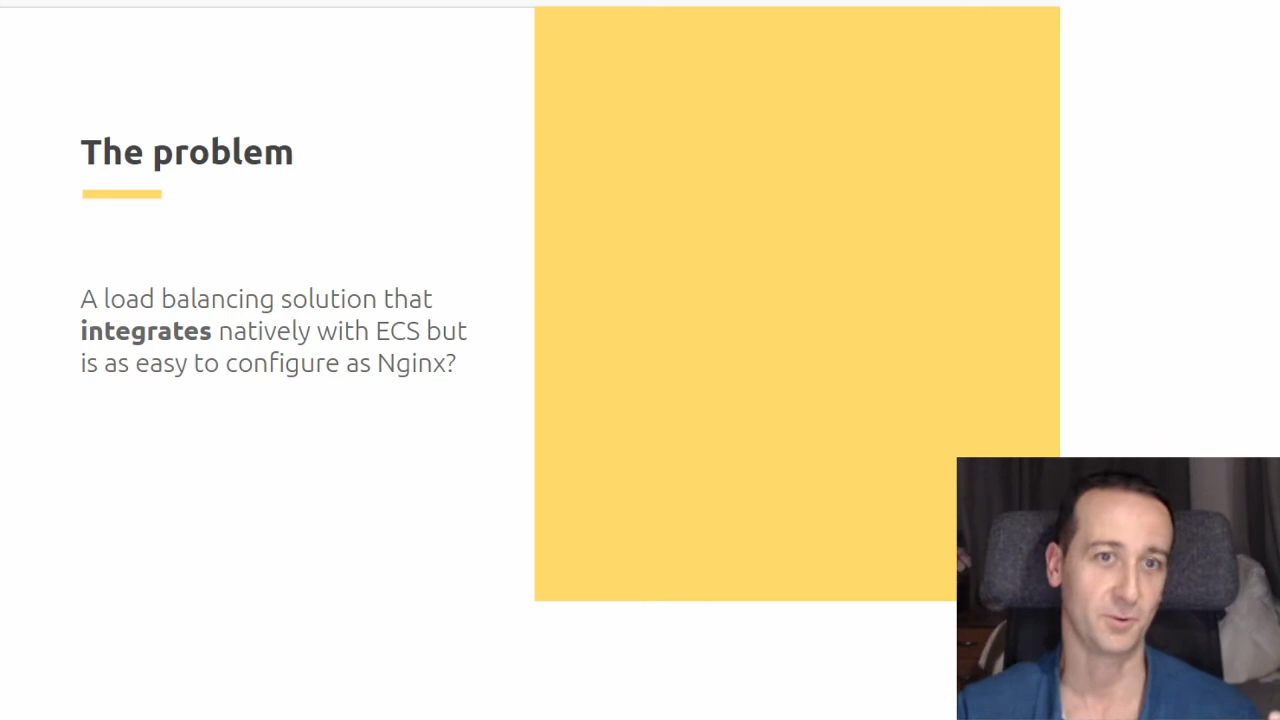 The problem
A load balancing solution that
integrates natively with ECS but
is as easy to configure as Nginx?